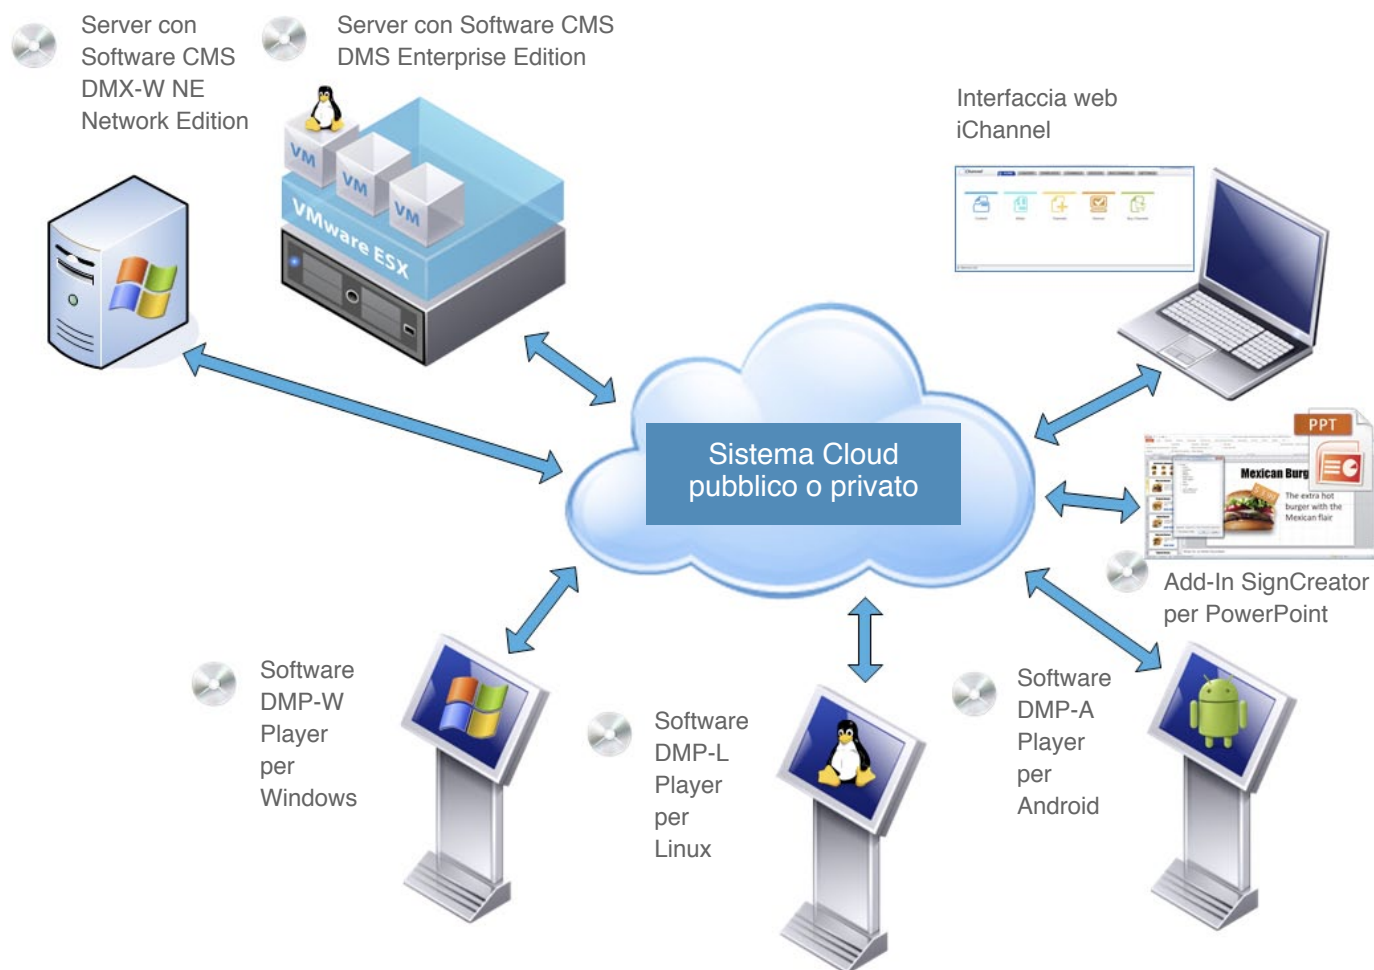 Server con
Software CMS
DMX-W NE
Network Edition
Server con Software CMS
DMS Enterprise Edition
VM
VM
VM
VMware ESX
Interfaccia web
iChannel
Sistema Cloud
pubblico o privato
PPT
Mexican Burg
The extra hot
burger with the
Mexican flair
Add-In SignCreator
per PowerPoint
Software
DMP-W
Player
per
Windows
Software
DMP-L
Player
per
Linux
Software
DMP-A
Player
per
Android